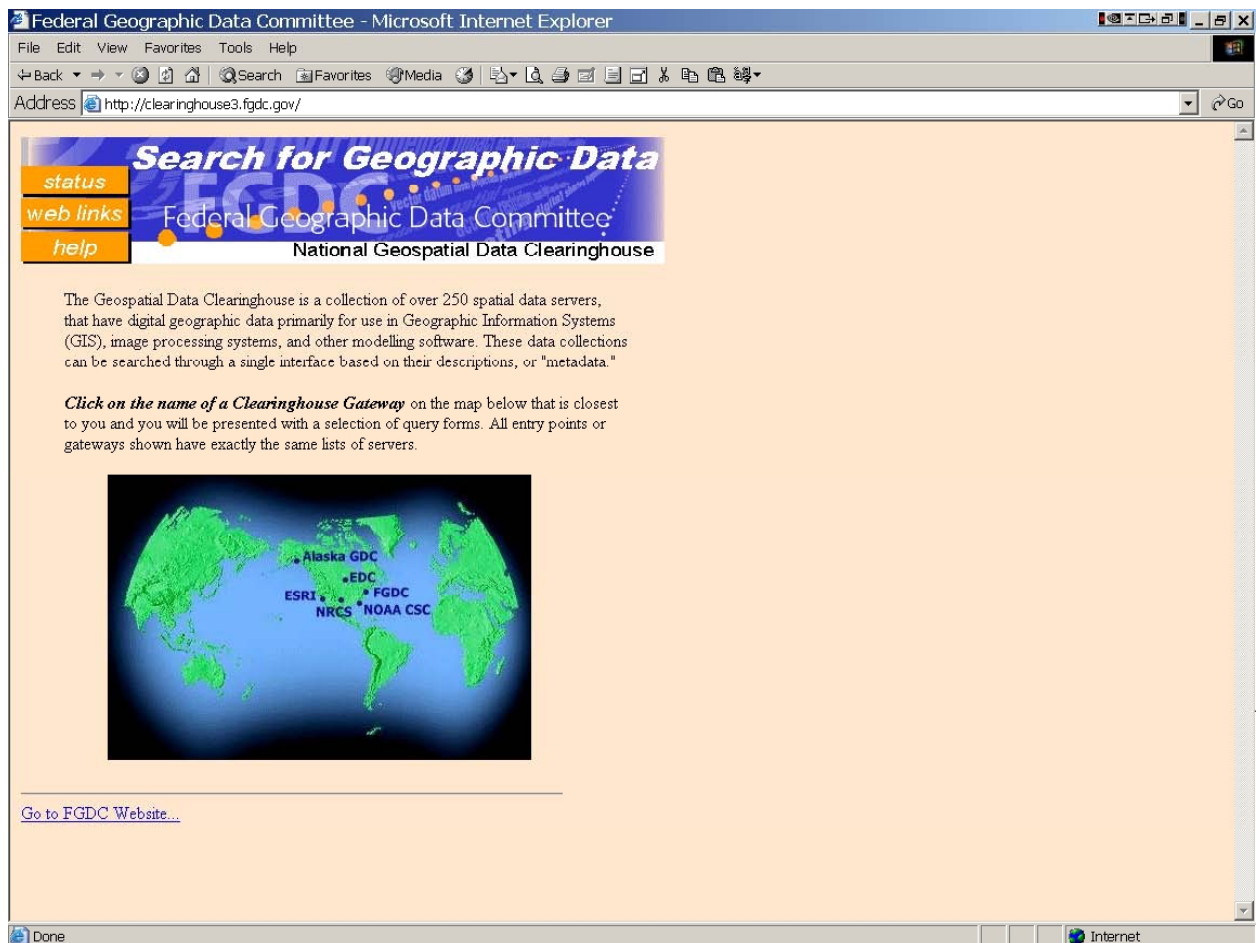 Federal Geographic Data Committee - Microsoft Internet Explorer
File Edit View Favorites Tools Help
Back Search Favorites Media
Address http://clearinghouse3.fgdc.gov/ Go
Search for Geographic Data
status
FGDC
vector datum
web links
Federal Geographic Data Committee
help
National Geospatial Data Clearinghouse
The Geospatial Data Clearinghouse is a collection of over 250 spatial data servers,
that have digital geographic data primarily for use in Geographic Information Systems
(GIS), image processing systems, and other modelling software. These data collections
can be searched through a single interface based on their descriptions, or "metadata."
Click on the name of a Clearinghouse Gateway on the map below that is closest
to you and you will be presented with a selection of query forms. All entry points or
gateways shown have exactly the same lists of servers.
Alaska GDC
EDC
ESRI FGDC
NRCS NOAA CSC
Go to FGDC Website...
Done Internet